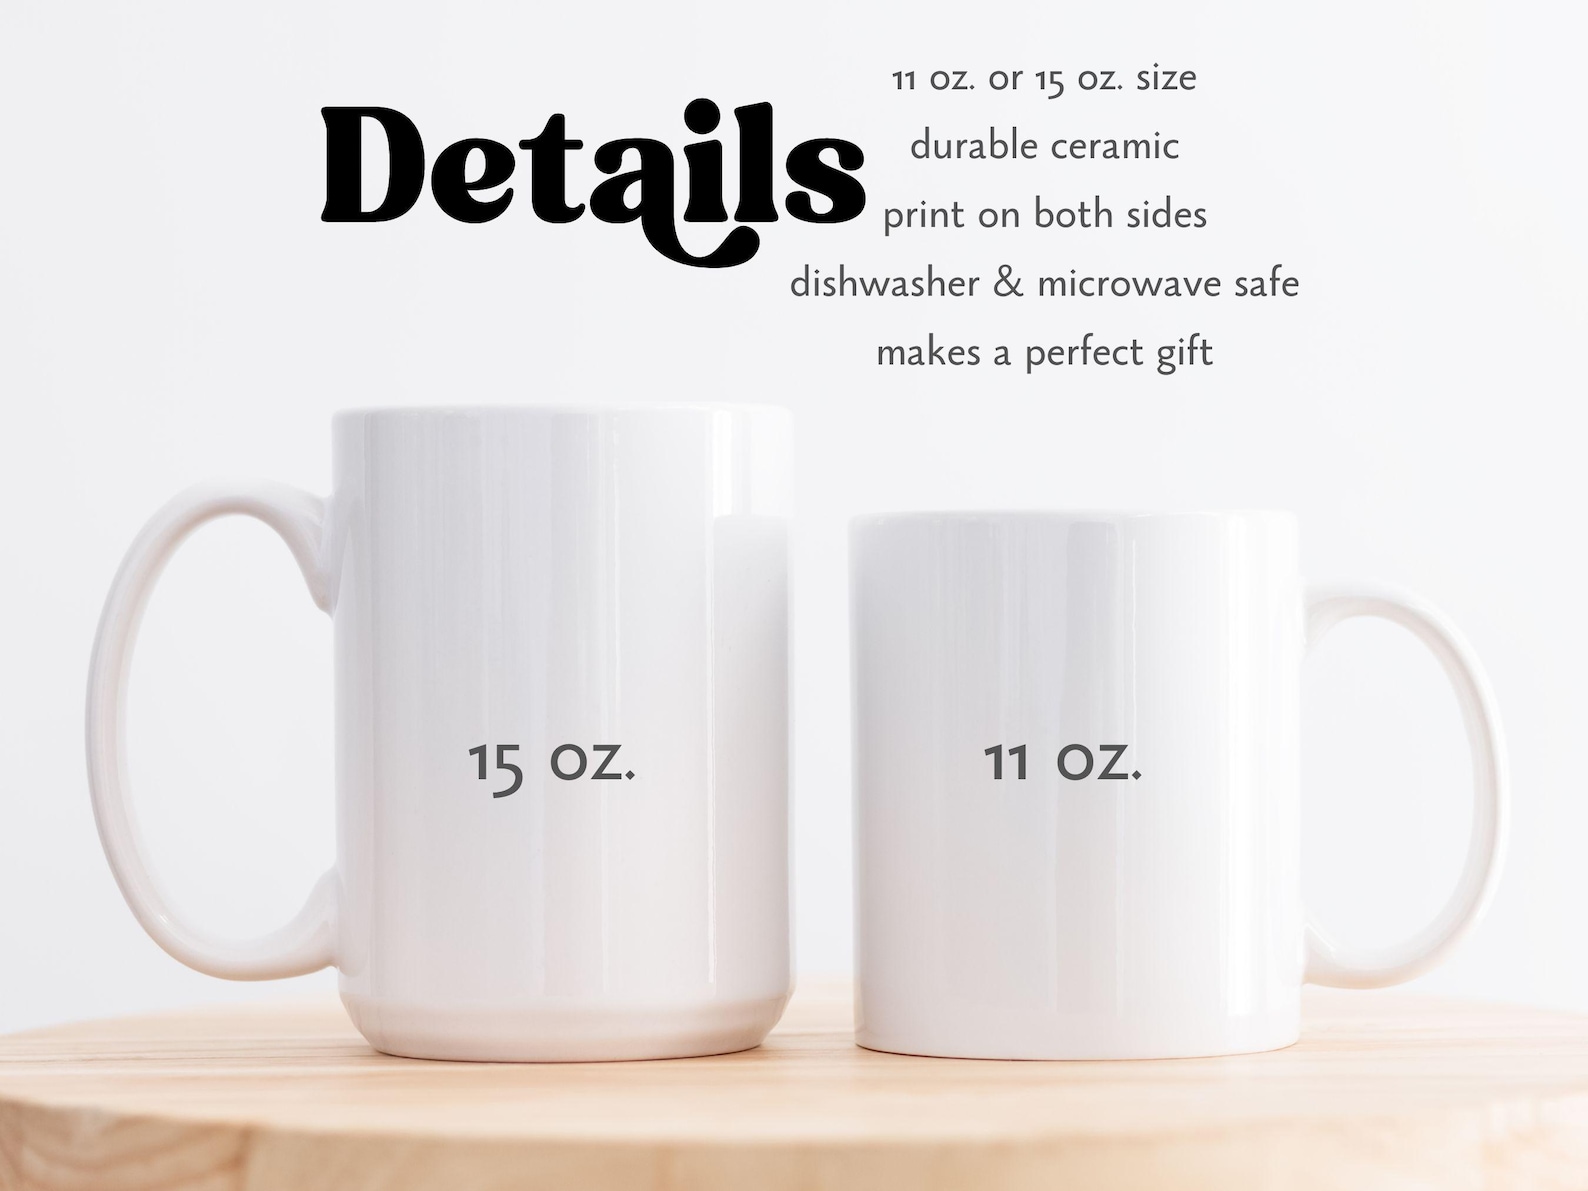 Details
11 oz. or 15 oz. size
durable ceramic
print on both sides
dishwasher & microwave safe
makes a perfect gift
15 oz.
11 oz.